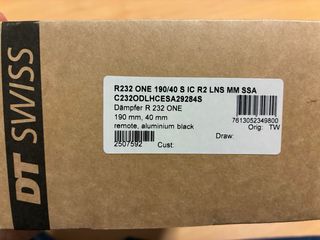 DT SWISS
R232 ONE 190/40 S IC R2 LNS MM SSA
C232ODLHCESA29284S
Dämpfer R 232 ONE
190 mm, 40 mm
remote, aluminium black
7613052349800
Orig: TW
Draw:
2507592 Cust: